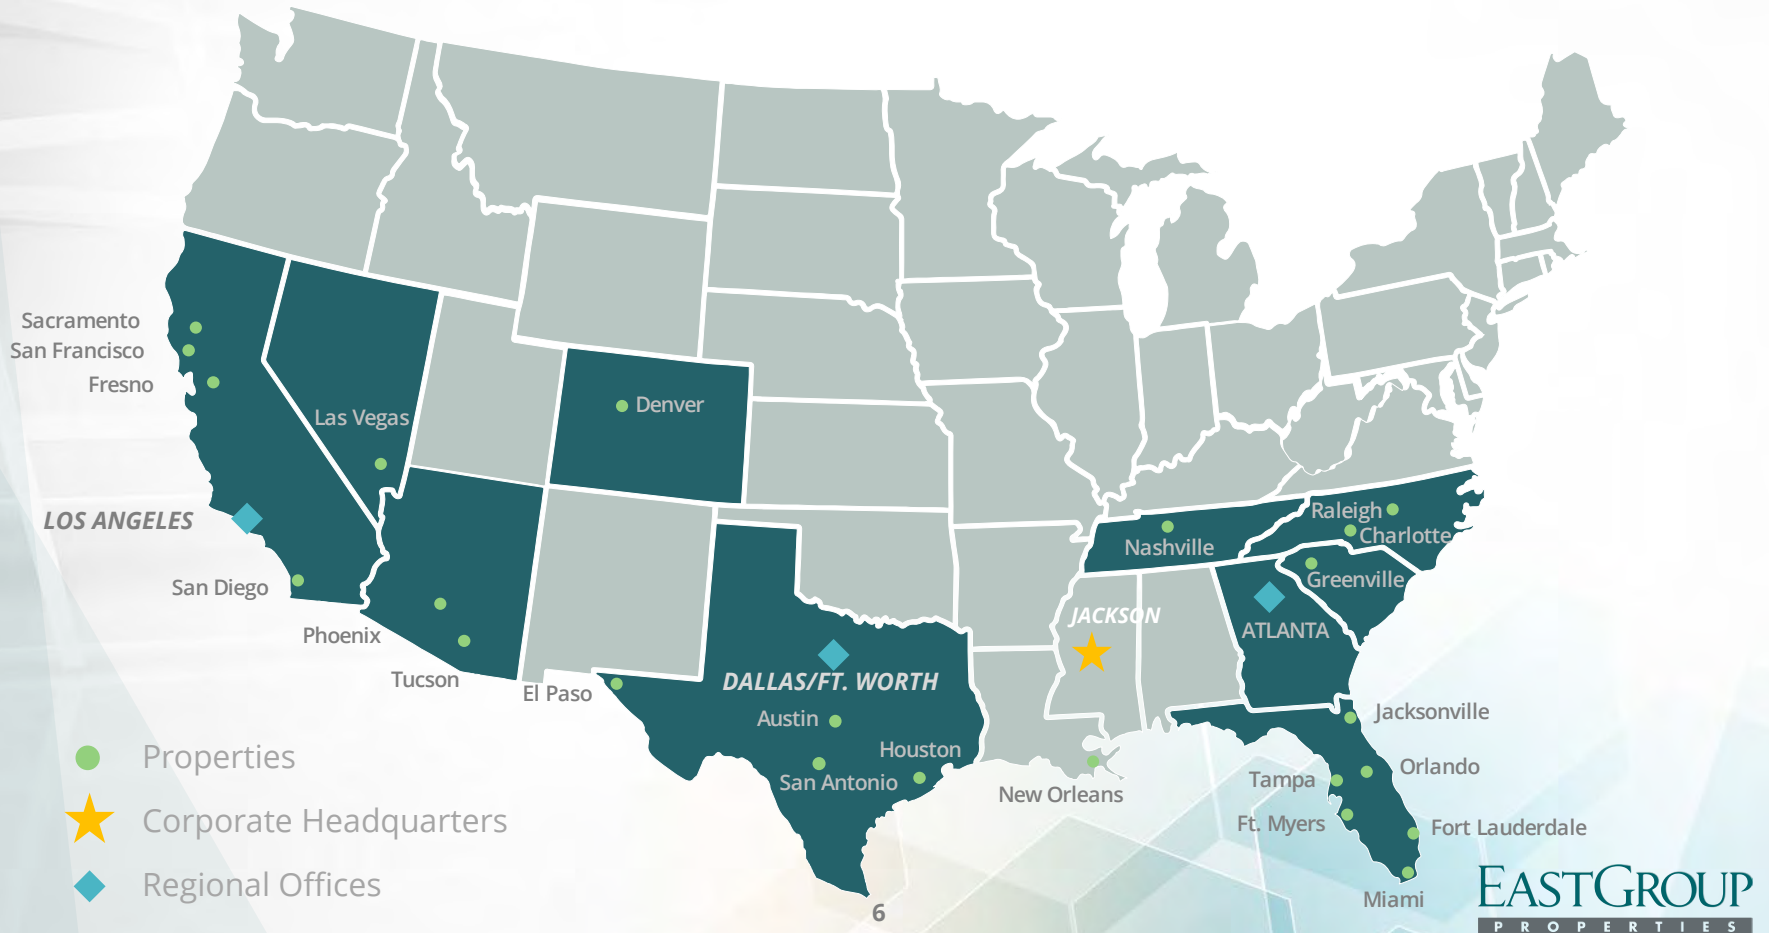 Sacramento
San Francisco
Fresno
Las Vegas
Denver
LOS ANGELES
San Diego
Phoenix
Tucson
El Paso
DALLAS/FT. WORTH
Austin
Houston
San Antonio
New Orleans
JACKSON
Nashville
Raleigh
Charlotte
Greenville
ATLANTA
Jacksonville
Orlando
Tampa
Ft. Myers
Fort Lauderdale
Miami
Properties
Corporate Headquarters
Regional Offices
6
EASTGROUP
PROPERTIES